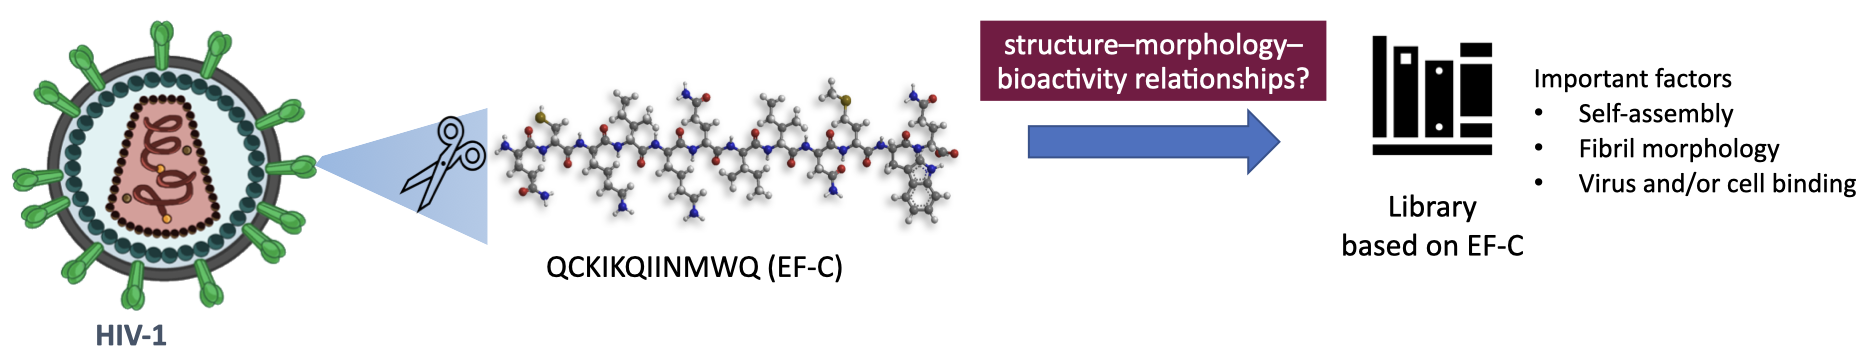 HIV-1
QCKIKQIINMWQ (EF-C)
structure–morphology–
bioactivity relationships?
Library
based on EF-C
Important factors
• Self-assembly
• Fibril morphology
• Virus and/or cell binding